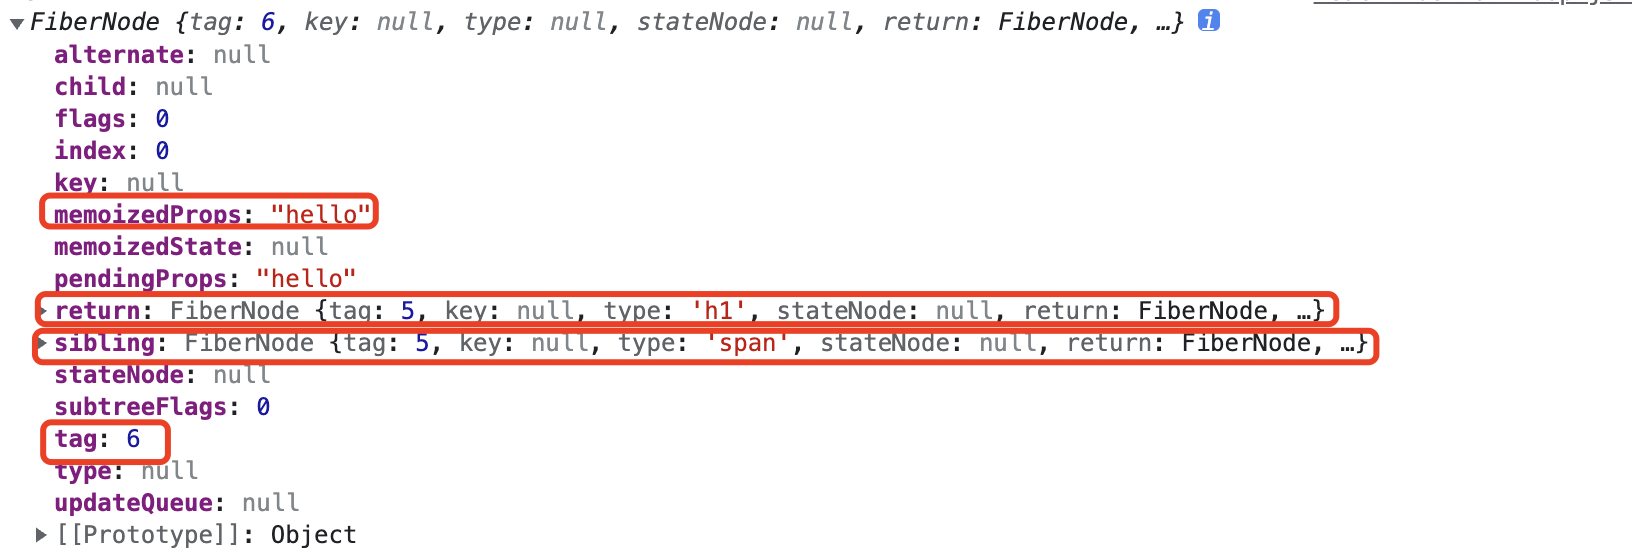 FiberNode {tag: 6, key: null, type: null, stateNode: null, return: FiberNode, …} i
alternate: null
child: null
flags: 0
index: 0
key: null
memoizedProps: "hello"
memoizedState: null
pendingProps: "hello"
return: FiberNode {tag: 5, key: null, type: 'h1', stateNode: null, return: FiberNode, …}
sibling: FiberNode {tag: 5, key: null, type: 'span', stateNode: null, return: FiberNode, …}
stateNode: null
subtreeFlags: 0
tag: 6
type: null
updateQueue: null
[[Prototype]]: Object